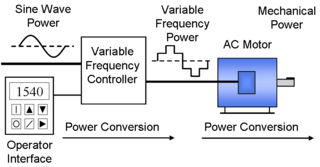 Sine Wave
Power
Variable
Frequency
Power
Mechanical
Power
Variable
Frequency
Controller
AC Motor
1540
Operator
Interface
Power Conversion
Power Conversion